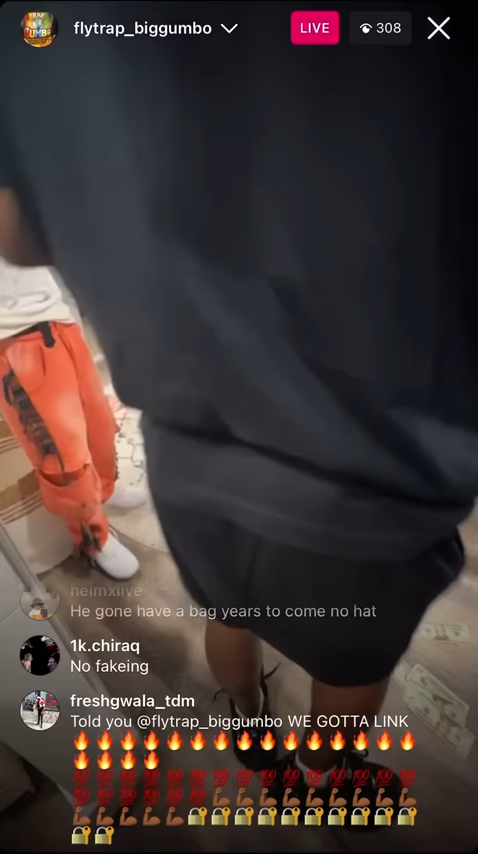 flytrap_biggumbo
LIVE
308
heimxlive
He gone have a bag years to come no hat
1k.chiraq
No fakeing
freshgwala_tdm
Told you @flytrap_biggumbo WE GOTTA LINK
🔥🔥🔥🔥🔥🔥🔥🔥🔥🔥🔥🔥🔥🔥🔥
🔥🔥🔥🔥
💯💯💯💯💯💯💯💯💯💯💯💯💯💯💯
💯💯💯💯💯💯💪🏾💪🏾💪🏾💪🏾💪🏾💪🏾💪🏾💪🏾💪🏾
💪🏾💪🏾💪🏾💪🏾💪🏾🔐🔐🔐🔐🔐🔐🔐🔐🔐🔐
🔐🔐